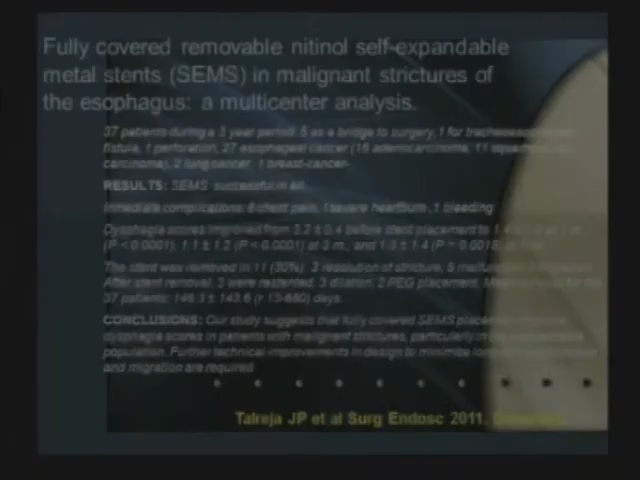 Fully covered removable nitinol self-expandable
metal stents (SEMS) in malignant strictures of
the esophagus: a multicenter analysis.
37 patients during a 3 year period: 5 as a bridge to surgery, 1 for
fistula, 1 perforation, 27 esophageal cancer (16 adenocarcinoma, 11
carcinoma), 2 lung cancer, 1 breast-cancer.
RESULTS: SEMS successful in all.
Immediate complications: 6 chest pain, 1 severe heartburn, 1 bleeding
Dysphagia scores improved from 3.2 ± 0.4 before stent placement to 1.4
(P < 0.0001), 1.1 ± 1.2 (P < 0.0001) at 3 m., and 1.3 ± 1.4 (P = 0.0018)
The stent was removed in 11 (30%): 3 resolution of stricture, 5
After stent removal, 3 were restented, 3 dilation, 2 PEG placement.
37 patients: 146.3 ± 143.6 (r 13-680) days.
CONCLUSIONS: Our study suggests that fully covered SEMS
dysphagia scores in patients with malignant strictures, particularly in
population. Further technical improvements in design to minimize
and migration are required
Talreja JP et al Surg Endosc 2011.